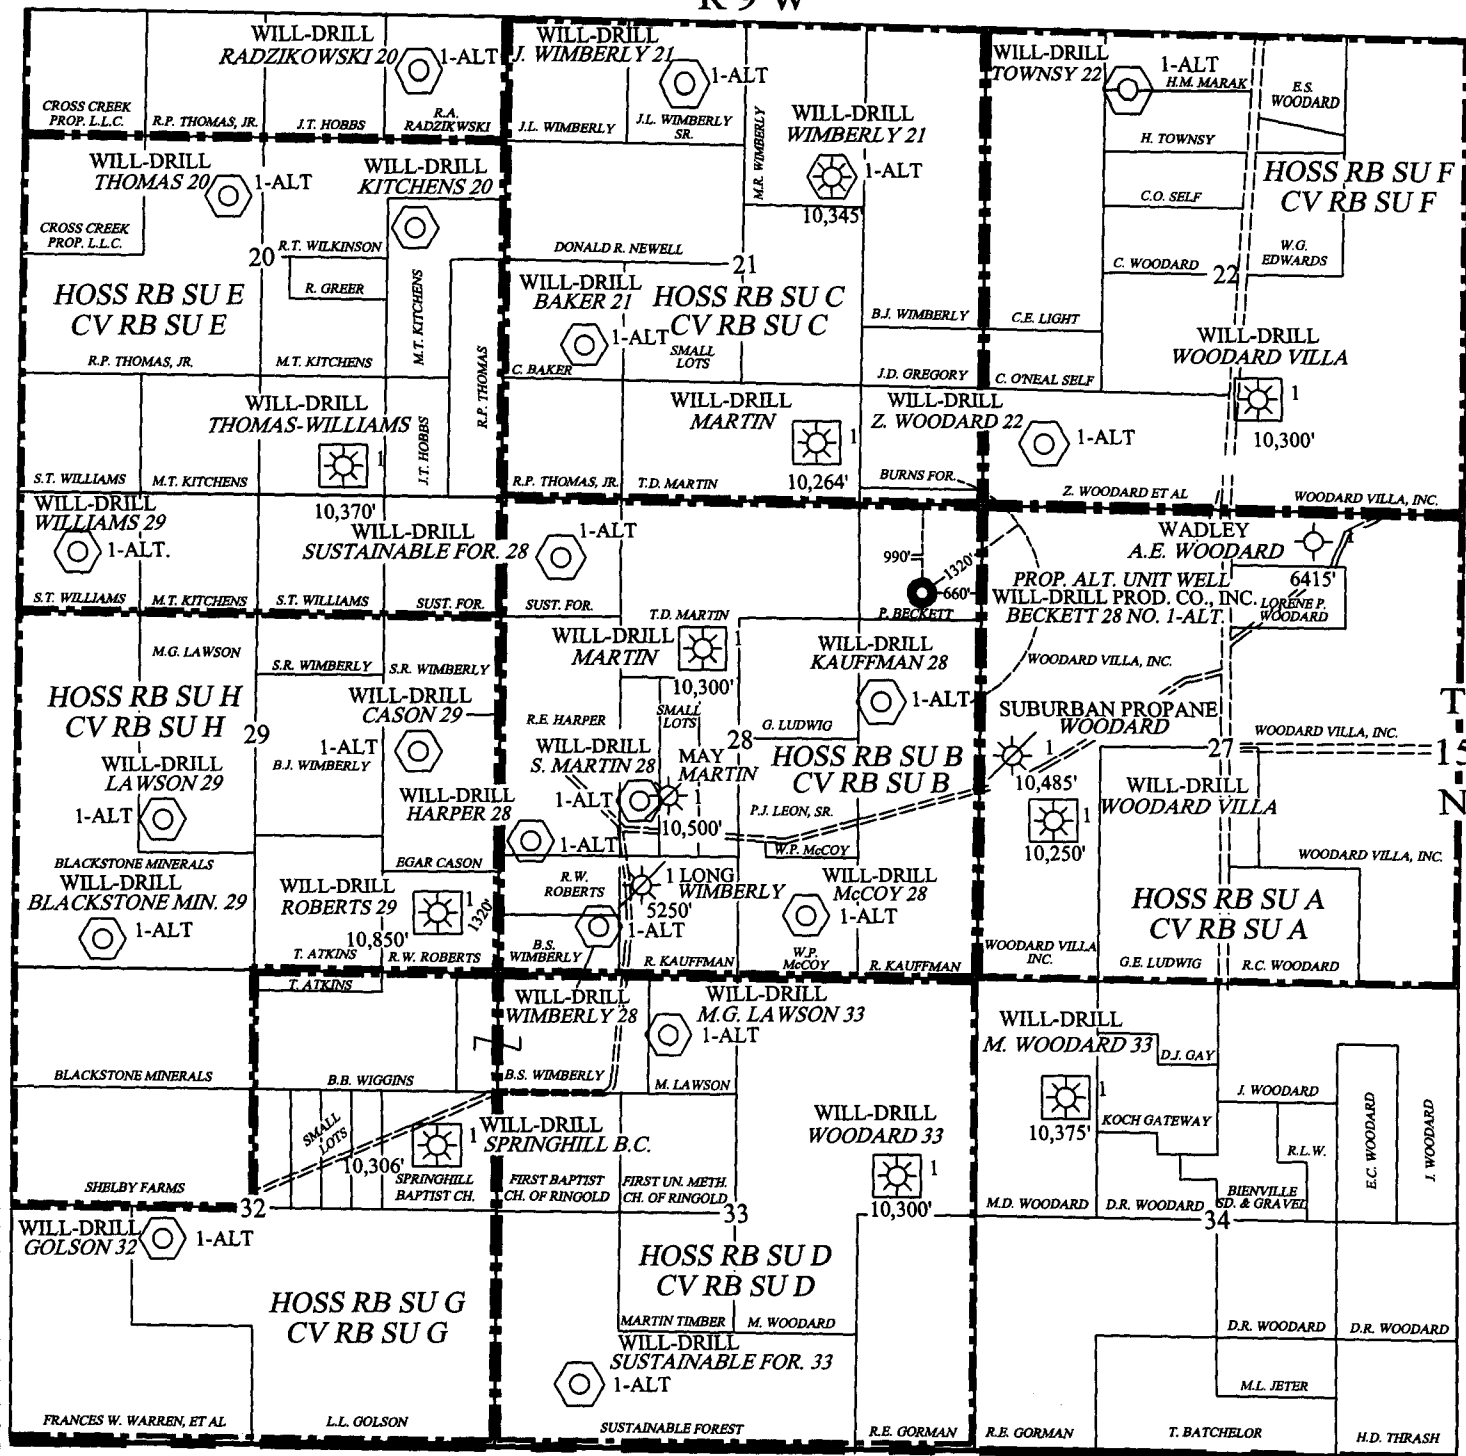 R 9 W
WILL-DRILL
RADZIKOWSKI 20
1-ALT
CROSS CREEK
PROP. L.L.C.
R.P. THOMAS, JR.
J.T. HOBBS
R.A.
RADZIKWSKI
WILL-DRILL
J. WIMBERLY 21
1-ALT
J.L. WIMBERLY
J.L. WIMBERLY
SR.
M.R. WIMBERLY
WILL-DRILL
WIMBERLY 21
1-ALT
10,345'
WILL-DRILL
TOWNSY 22
1-ALT
H.M. MARAK
E.S.
WOODARD
H. TOWNSY
HOSS RB SU F
CV RB SU F
C.O. SELF
W.G.
EDWARDS
C. WOODARD
22
WILL-DRILL
THOMAS 20
1-ALT
WILL-DRILL
KITCHENS 20
CROSS CREEK
PROP. L.L.C.
R.T. WILKINSON
20
R. GREER
HOSS RB SU E
CV RB SU E
M.T. KITCHENS
R.P. THOMAS, JR.
M.T. KITCHENS
R.P. THOMAS
DONALD R. NEWELL
21
WILL-DRILL
BAKER 21
1-ALT
HOSS RB SU C
CV RB SU C
SMALL
LOTS
C. BAKER
B.J. WIMBERLY
C.E. LIGHT
J.D. GREGORY
C. O'NEAL SELF
WILL-DRILL
WOODARD VILLA
1
10,300'
WILL-DRILL
THOMAS-WILLIAMS
1
10,370'
J.T. HOBBS
S.T. WILLIAMS
M.T. KITCHENS
WILL-DRILL
MARTIN
1
10,264'
R.P. THOMAS, JR.
T.D. MARTIN
BURNS FOR.
WILL-DRILL
Z. WOODARD 22
1-ALT
Z. WOODARD ET AL
WOODARD VILLA, INC.
WILL-DRILL
WILLIAMS 29
1-ALT.
WILL-DRILL
SUSTAINABLE FOR. 28
1-ALT
S.T. WILLIAMS
M.T. KITCHENS
S.T. WILLIAMS
SUST. FOR.
SUST. FOR.
T.D. MARTIN
990'
1320'
660'
P. BECKETT
PROP. ALT. UNIT WELL
WILL-DRILL PROD. CO., INC.
BECKETT 28 NO. 1-ALT.
WADLEY
A.E. WOODARD
1
6415'
LORENE P.
WOODARD
WOODARD VILLA, INC.
M.G. LAWSON
S.R. WIMBERLY
S.R. WIMBERLY
HOSS RB SU H
CV RB SU H
29
WILL-DRILL
CASON 29
1-ALT
B.J. WIMBERLY
WILL-DRILL
LAWSON 29
1-ALT
BLACKSTONE MINERALS
WILL-DRILL
MARTIN
1
10,300'
SMALL
LOTS
WILL-DRILL
KAUFFMAN 28
1-ALT
G. LUDWIG
28
R.E. HARPER
WILL-DRILL
S. MARTIN 28
1-ALT
MAY
MARTIN
1
10,500'
HOSS RB SU B
CV RB SU B
P.J. LEON, SR.
W.P. McCOY
SUBURBAN PROPANE
WOODARD
1
10,485'
27
WOODARD VILLA, INC.
T
15
N
WILL-DRILL
WOODARD VILLA
1
10,250'
WOODARD VILLA, INC.
WILL-DRILL
HARPER 28
1-ALT
EGAR CASON
WILL-DRILL
BLACKSTONE MIN. 29
1-ALT
WILL-DRILL
ROBERTS 29
1
1320'
10,850'
T. ATKINS
R.W. ROBERTS
R.W.
ROBERTS
1 LONG
WIMBERLY
5250'
1-ALT
B.S.
WIMBERLY
R. KAUFFMAN
WILL-DRILL
McCOY 28
1-ALT
W.P.
McCOY
R. KAUFFMAN
HOSS RB SU A
CV RB SU A
WOODARD VILLA
INC.
G.E. LUDWIG
R.C. WOODARD
T. ATKINS
WILL-DRILL
WIMBERLY 28
WILL-DRILL
M.G. LAWSON 33
1-ALT
B.S. WIMBERLY
M. LAWSON
BLACKSTONE MINERALS
B.B. WIGGINS
WILL-DRILL
M. WOODARD 33
1
10,375'
D.J. GAY
J. WOODARD
KOCH GATEWAY
R.L.W.
E.C. WOODARD
J. WOODARD
SMALL
LOTS
10,306'
1
WILL-DRILL
SPRINGHILL B.C.
SPRINGHILL
BAPTIST CH.
FIRST BAPTIST
CH. OF RINGOLD
FIRST UN. METH.
CH. OF RINGOLD
WILL-DRILL
WOODARD 33
1
10,300'
SHELBY FARMS
32
33
M.D. WOODARD
D.R. WOODARD
BIENVILLE
SD. & GRAVEL
34
WILL-DRILL
GOLSON 32
1-ALT
HOSS RB SU G
CV RB SU G
HOSS RB SU D
CV RB SU D
MARTIN TIMBER
M. WOODARD
WILL-DRILL
SUSTAINABLE FOR. 33
1-ALT
D.R. WOODARD
D.R. WOODARD
M.L. JETER
FRANCES W. WARREN, ET AL
L.L. GOLSON
SUSTAINABLE FOREST
R.E. GORMAN
R.E. GORMAN
T. BATCHELOR
H.D. THRASH